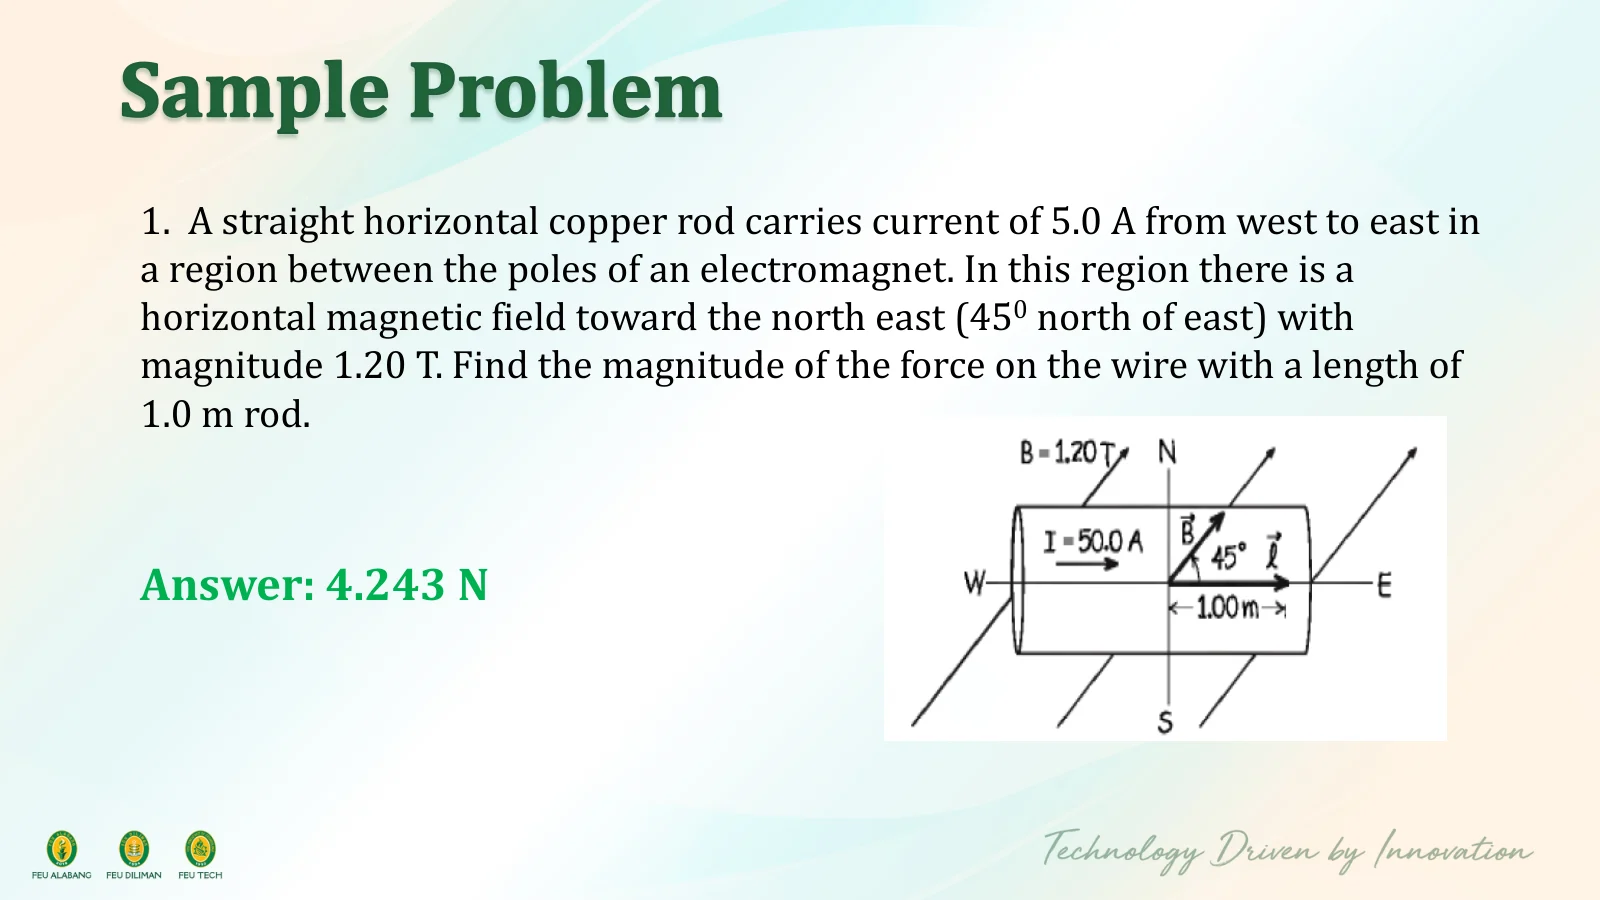 Sample Problem
1. A straight horizontal copper rod carries current of 5.0 A from west to east in
a region between the poles of an electromagnet. In this region there is a
horizontal magnetic field toward the north east (45⁰ north of east) with
magnitude 1.20 T. Find the magnitude of the force on the wire with a length of
1.0 m rod.
B = 1.20 T
N
I = 50.0 A
B⃗
45°
l⃗
W
E
1.00 m
S
Answer: 4.243 N
FEU ALABANG
FEU DILIMAN
FEU TECH
Technology Driven by Innovation